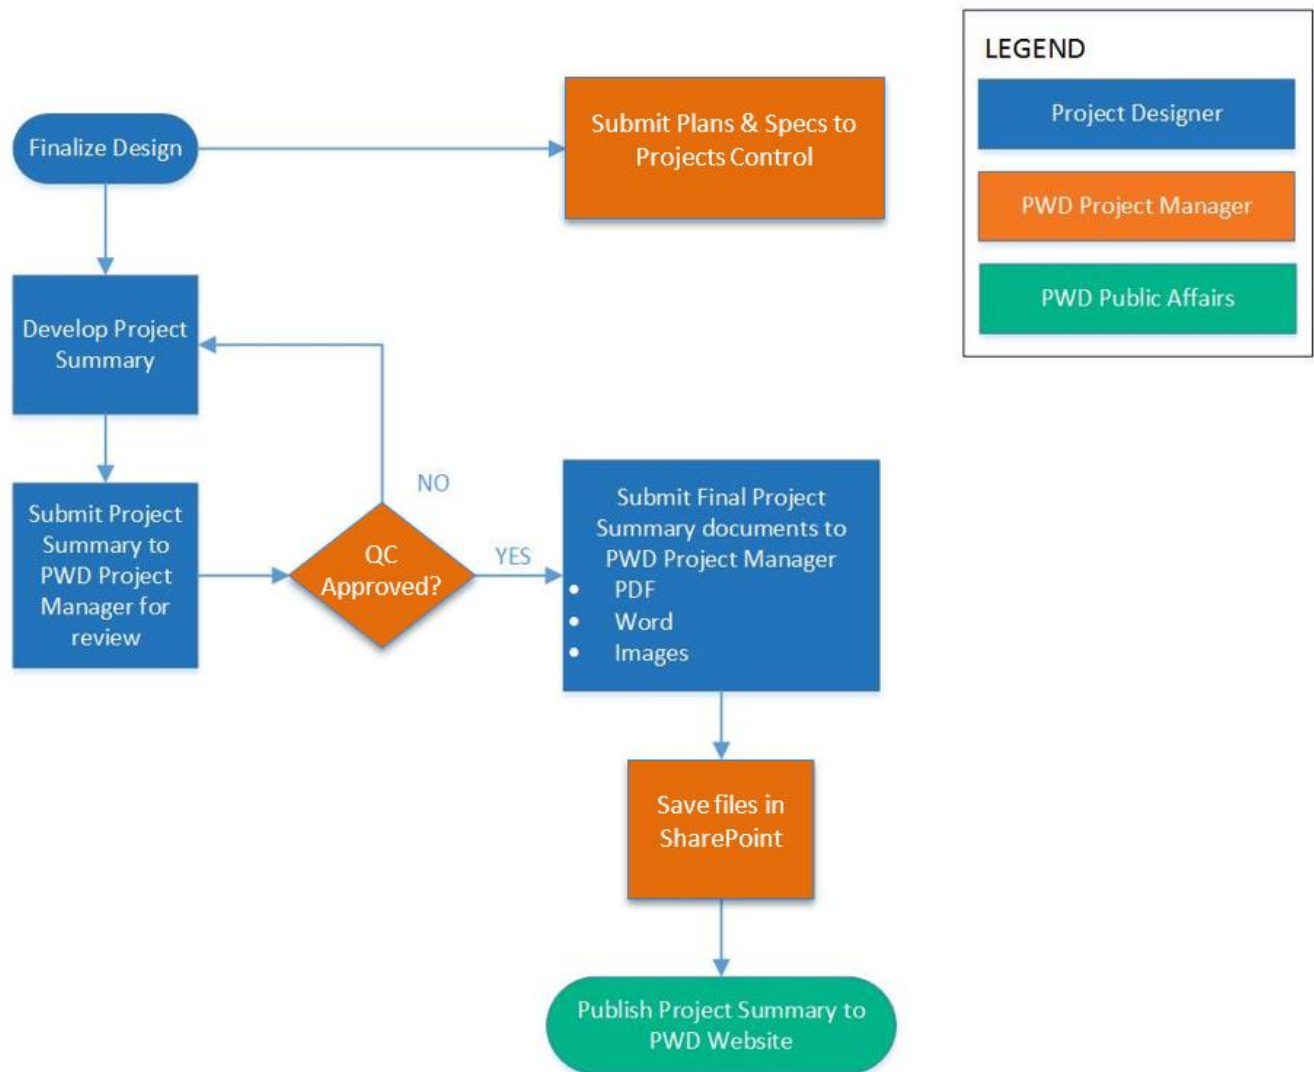 LEGEND
Project Designer
PWD Project Manager
PWD Public Affairs
Finalize Design
Submit Plans & Specs to
Projects Control
Develop Project
Summary
Submit Project
Summary to
PWD Project
Manager for
review
NO
QC
Approved?
YES
Submit Final Project
Summary documents to
PWD Project Manager
• PDF
• Word
• Images
Save files in
SharePoint
Publish Project Summary to
PWD Website